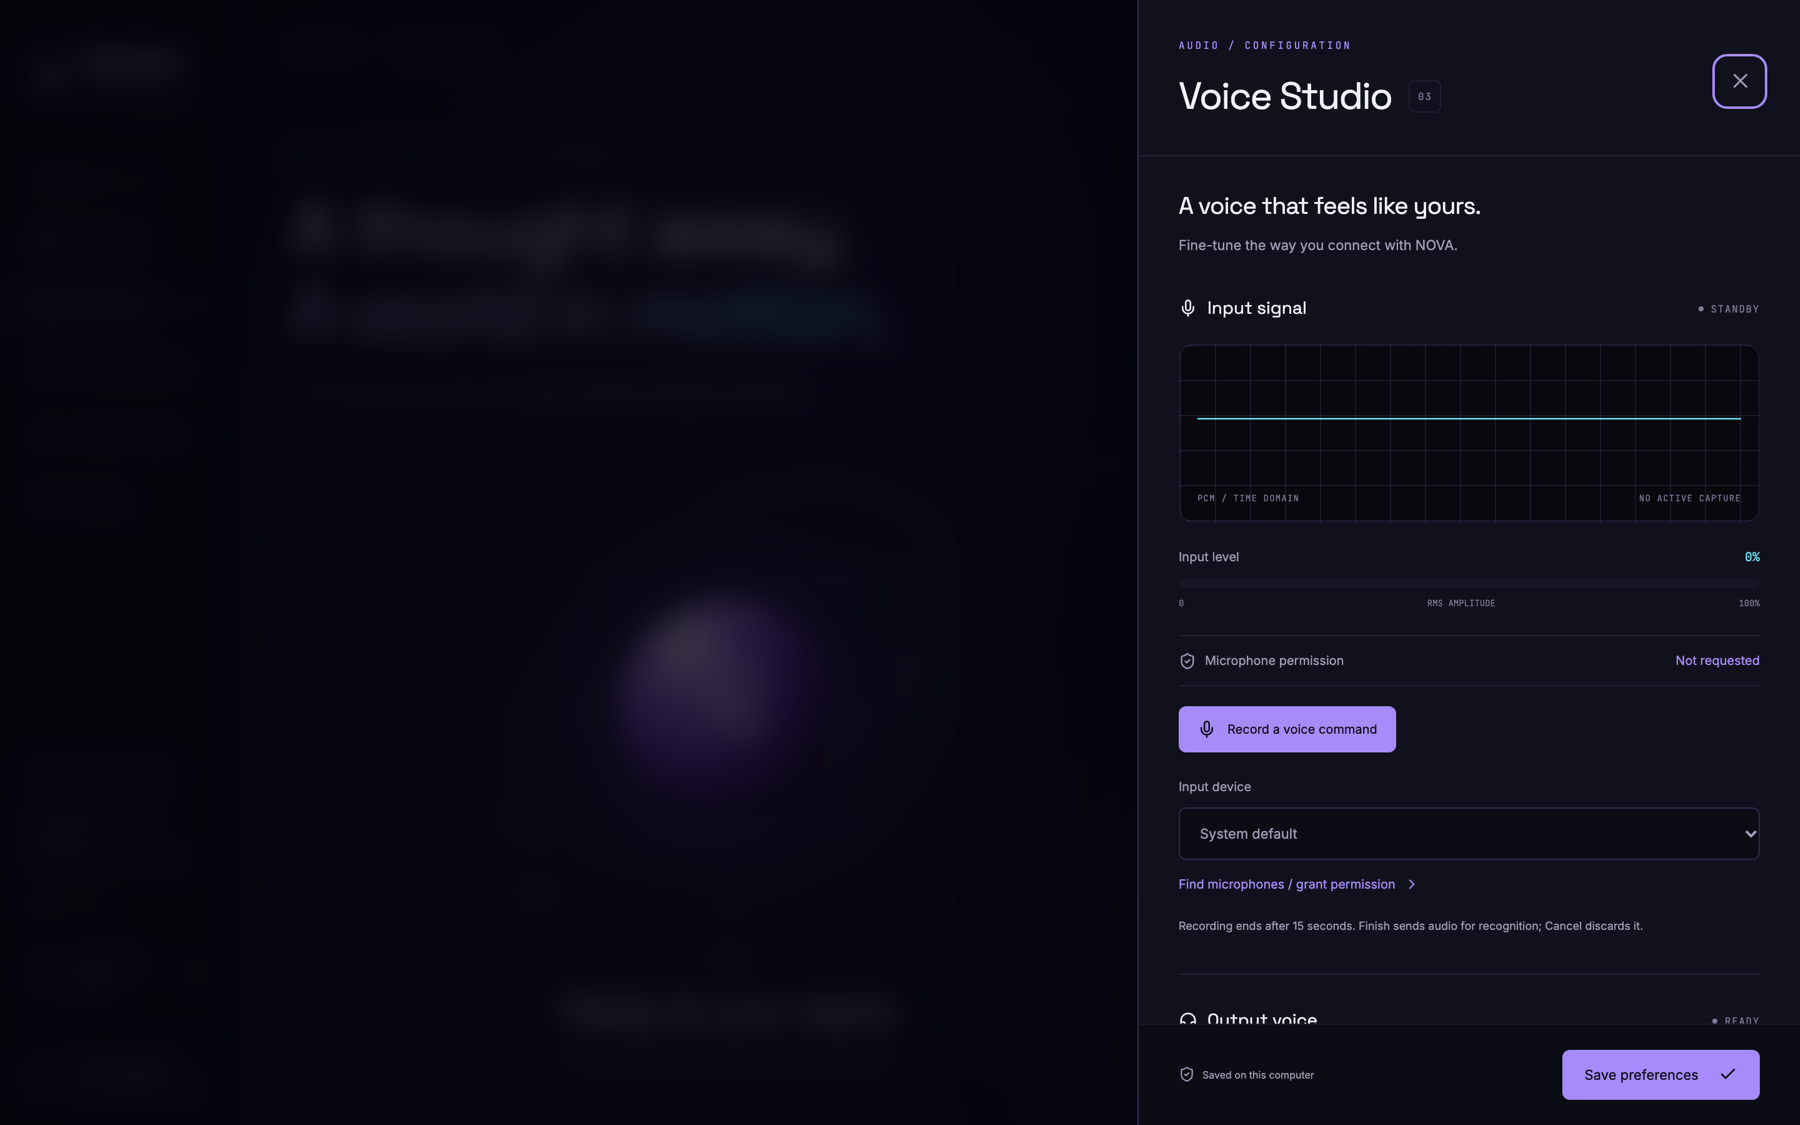 AUDIO / CONFIGURATION
Voice Studio 03
A voice that feels like yours.
Fine-tune the way you connect with NOVA.
Input signal
STANDBY
PCM / TIME DOMAIN
NO ACTIVE CAPTURE
Input level
0%
0
RMS AMPLITUDE
100%
Microphone permission
Not requested
Record a voice command
Input device
System default
Find microphones / grant permission
Recording ends after 15 seconds. Finish sends audio for recognition; Cancel discards it.
Output voice
READY
Saved on this computer
Save preferences